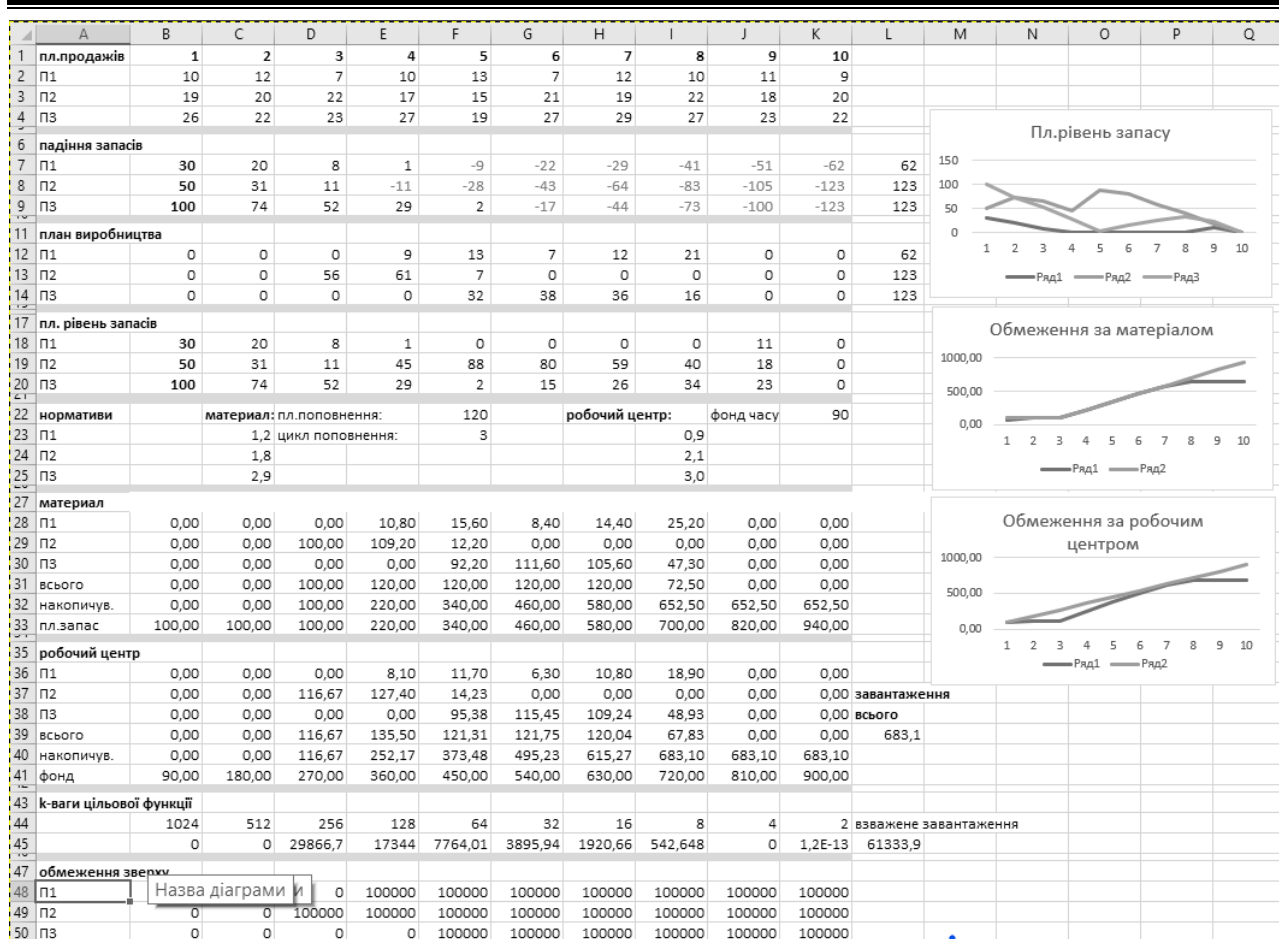 A B C D E F G H I J K L M N O P Q
1 пл.продажів 1 2 3 4 5 6 7 8 9 10
2 П1 10 12 7 10 13 7 12 10 11 9
3 П2 19 20 22 17 15 21 19 22 18 20
4 П3 26 22 23 27 19 27 29 27 23 22
6 падіння запасів
7 П1 30 20 8 1 -9 -22 -29 -41 -51 -62 62
8 П2 50 31 11 -11 -28 -43 -64 -83 -105 -123 123
9 П3 100 74 52 29 2 -17 -44 -73 -100 -123 123
11 план виробництва
12 П1 0 0 0 9 13 7 12 21 0 0 62
13 П2 0 0 56 61 7 0 0 0 0 0 123
14 П3 0 0 0 0 32 38 36 16 0 0 123
17 пл. рівень запасів
18 П1 30 20 8 1 0 0 0 0 11 0
19 П2 50 31 11 45 88 80 59 40 18 0
20 П3 100 74 52 29 2 15 26 34 23 0
22 нормативи материал: пл.поповнення: 120 робочий центр: фонд часу 90
23 П1 1,2 цикл поповнення: 3 0,9
24 П2 1,8 2,1
25 П3 2,9 3,0
27 материал
28 П1 0,00 0,00 0,00 10,80 15,60 8,40 14,40 25,20 0,00 0,00
29 П2 0,00 0,00 100,00 109,20 12,20 0,00 0,00 0,00 0,00 0,00
30 П3 0,00 0,00 0,00 0,00 92,20 111,60 105,60 47,30 0,00 0,00
31 всього 0,00 0,00 100,00 120,00 120,00 120,00 120,00 72,50 0,00 0,00
32 накопичув. 0,00 0,00 100,00 220,00 340,00 460,00 580,00 652,50 652,50 652,50
33 пл.запас 100,00 100,00 100,00 220,00 340,00 460,00 580,00 700,00 820,00 940,00
35 робочий центр
36 П1 0,00 0,00 0,00 8,10 11,70 6,30 10,80 18,90 0,00 0,00
37 П2 0,00 0,00 116,67 127,40 14,23 0,00 0,00 0,00 0,00 0,00 завантаження
38 П3 0,00 0,00 0,00 0,00 95,38 115,45 109,24 48,93 0,00 0,00 всього
39 всього 0,00 0,00 116,67 135,50 121,31 121,75 120,04 67,83 0,00 0,00 683,1
40 накопичув. 0,00 0,00 116,67 252,17 373,48 495,23 615,27 683,10 683,10 683,10
41 фонд 90,00 180,00 270,00 360,00 450,00 540,00 630,00 720,00 810,00 900,00
43 k-ваги цільової функції
44 1024 512 256 128 64 32 16 8 4 2 взважене завантаження
45 0 0 29866,7 17344 7764,01 3895,94 1920,66 542,648 0 1,2E-13 61333,9
47 обмеження зверху
48 П1 Назва діаграми и 0 100000 100000 100000 100000 100000 100000 100000
49 П2 0 0 100000 100000 100000 100000 100000 100000 100000 100000
50 П3 0 0 0 0 100000 100000 100000 100000 100000 100000
Пл.рівень запасу
150
100
50
0
1 2 3 4 5 6 7 8 9 10
Ряд1 Ряд2 Ряд3
Обмеження за матеріалом
1000,00
500,00
0,00
1 2 3 4 5 6 7 8 9 10
Ряд1 Ряд2
Обмеження за робочим
центром
1000,00
500,00
0,00
1 2 3 4 5 6 7 8 9 10
Ряд1 Ряд2